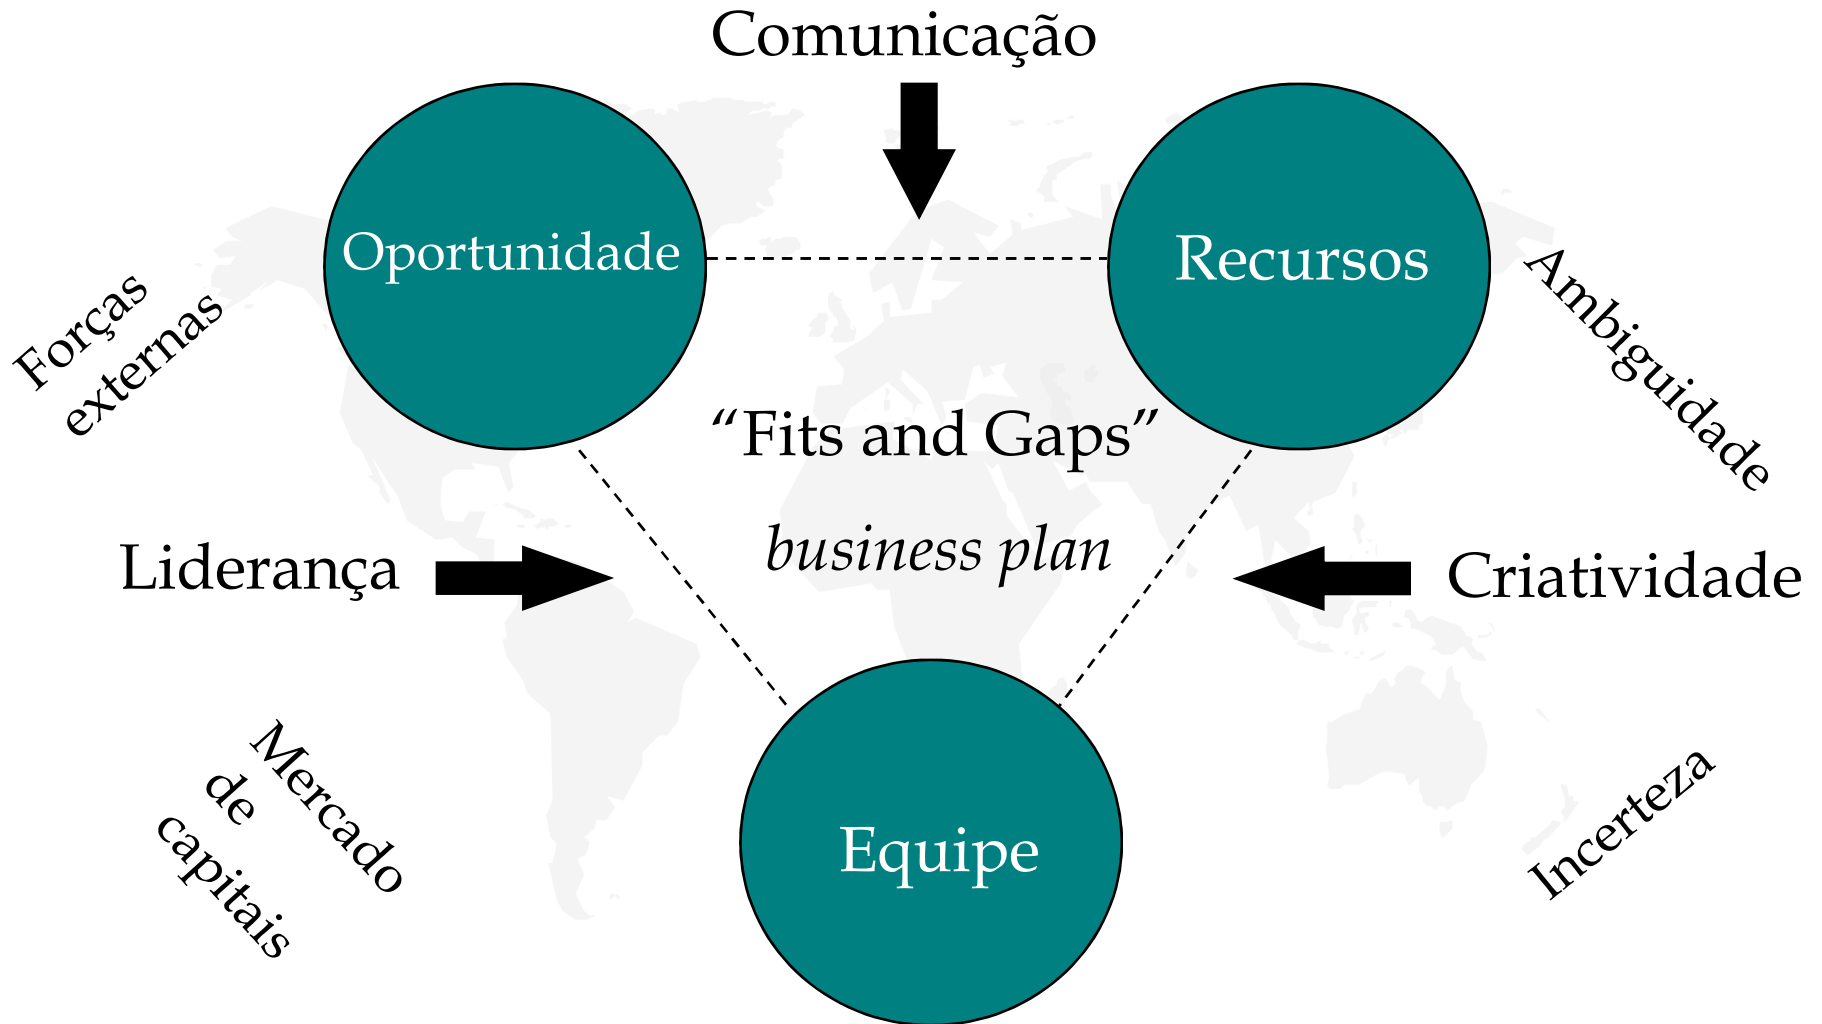 Comunicação
Oportunidade
Recursos
Forças
externas
Ambiguidade
“Fits and Gaps”
business plan
Liderança
Criatividade
Mercado
de
capitais
Equipe
Incerteza